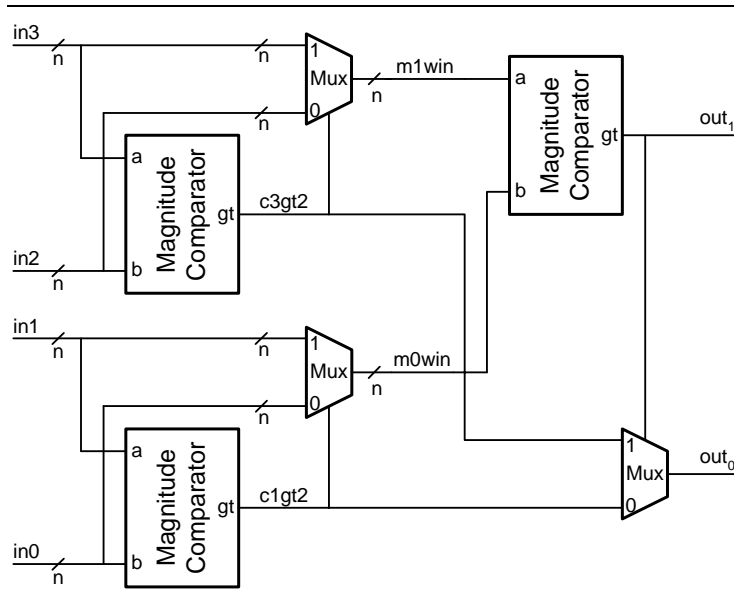 in3
n
n
1
Mux
0
n
m1win
n
a
Magnitude
Comparator
gt
b
out1
a
Magnitude
Comparator
gt
b
c3gt2
in2
n
in1
n
n
1
Mux
0
n
m0win
n
a
Magnitude
Comparator
gt
b
c1gt2
in0
n
1
Mux
0
out0